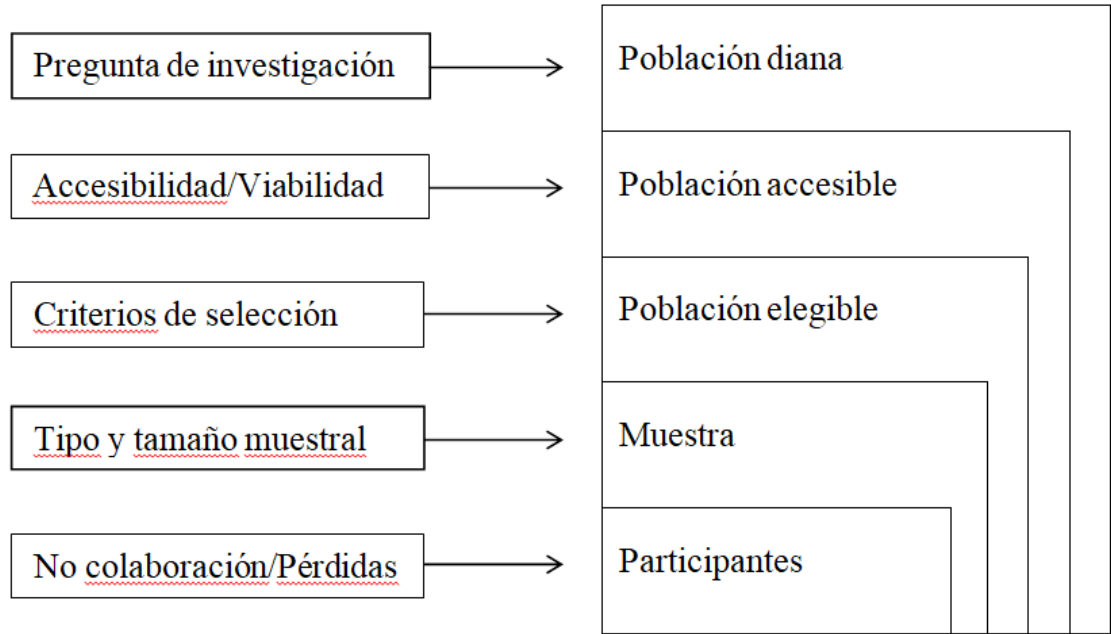 Pregunta de investigación
Población diana
Accesibilidad/Viabilidad
Población accesible
Criterios de selección
Población elegible
Tipo y tamaño muestral
Muestra
No colaboración/Pérdidas
Participantes